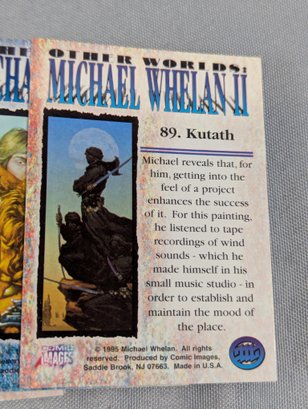 OTHER WORLDS:
MICHAEL WHELAN II
89. Kutath
Michael reveals that, for
him, getting into the
feel of a project
enhances the success
of it. For this painting,
he listened to tape
recordings of wind
sounds - which he
made himself in his
small music studio - in
order to establish and
maintain the mood of
the place.
COMIC
IMAGES
© 1995 Michael Whelan. All rights
reserved. Produced by Comic Images,
Saddle Brook, NJ 07663. Made in U.S.A.